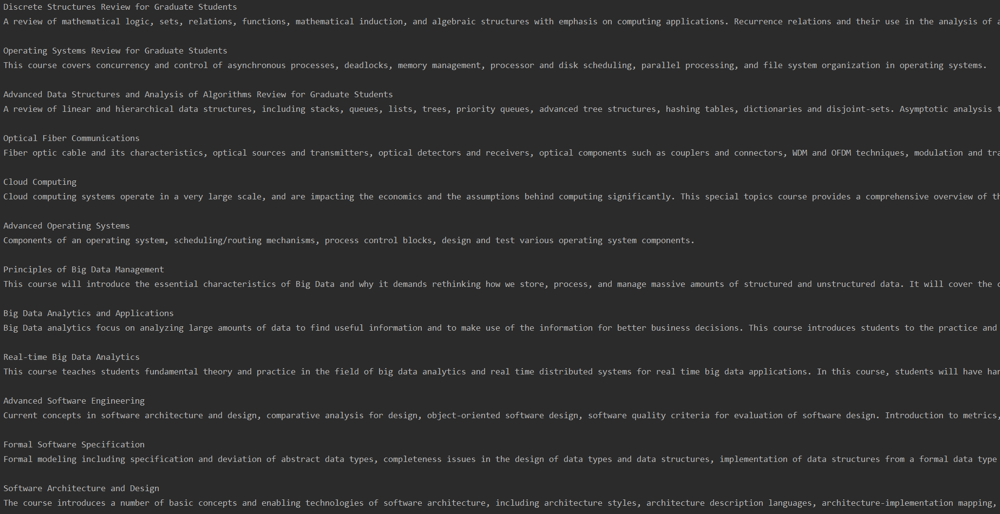 Discrete Structures Review for Graduate Students
A review of mathematical logic, sets, relations, functions, mathematical induction, and algebraic structures with emphasis on computing applications. Recurrence relations and their use in the analysis of
Operating Systems Review for Graduate Students
This course covers concurrency and control of asynchronous processes, deadlocks, memory management, processor and disk scheduling, parallel processing, and file system organization in operating systems.
Advanced Data Structures and Analysis of Algorithms Review for Graduate Students
A review of linear and hierarchical data structures, including stacks, queues, lists, trees, priority queues, advanced tree structures, hashing tables, dictionaries and disjoint-sets. Asymptotic analysis
Optical Fiber Communications
Fiber optic cable and its characteristics, optical sources and transmitters, optical detectors and receivers, optical components such as couplers and connectors, WDM and OFDM techniques, modulation and
Cloud Computing
Cloud computing systems operate in a very large scale, and are impacting the economics and the assumptions behind computing significantly. This special topics course provides a comprehensive overview of
Advanced Operating Systems
Components of an operating system, scheduling/routing mechanisms, process control blocks, design and test various operating system components.
Principles of Big Data Management
This course will introduce the essential characteristics of Big Data and why it demands rethinking how we store, process, and manage massive amounts of structured and unstructured data. It will cover the
Big Data Analytics and Applications
Big Data analytics focus on analyzing large amounts of data to find useful information and to make use of the information for better business decisions. This course introduces students to the practice and
Real-time Big Data Analytics
This course teaches students fundamental theory and practice in the field of big data analytics and real time distributed systems for real time big data applications. In this course, students will have
Advanced Software Engineering
Current concepts in software architecture and design, comparative analysis for design, object-oriented software design, software quality criteria for evaluation of software design. Introduction to metrics,
Formal Software Specification
Formal modeling including specification and deviation of abstract data types, completeness issues in the design of data types and data structures, implementation of data structures from a formal data type
Software Architecture and Design
The course introduces a number of basic concepts and enabling technologies of software architecture, including architecture styles, architecture description languages, architecture-implementation mapping,